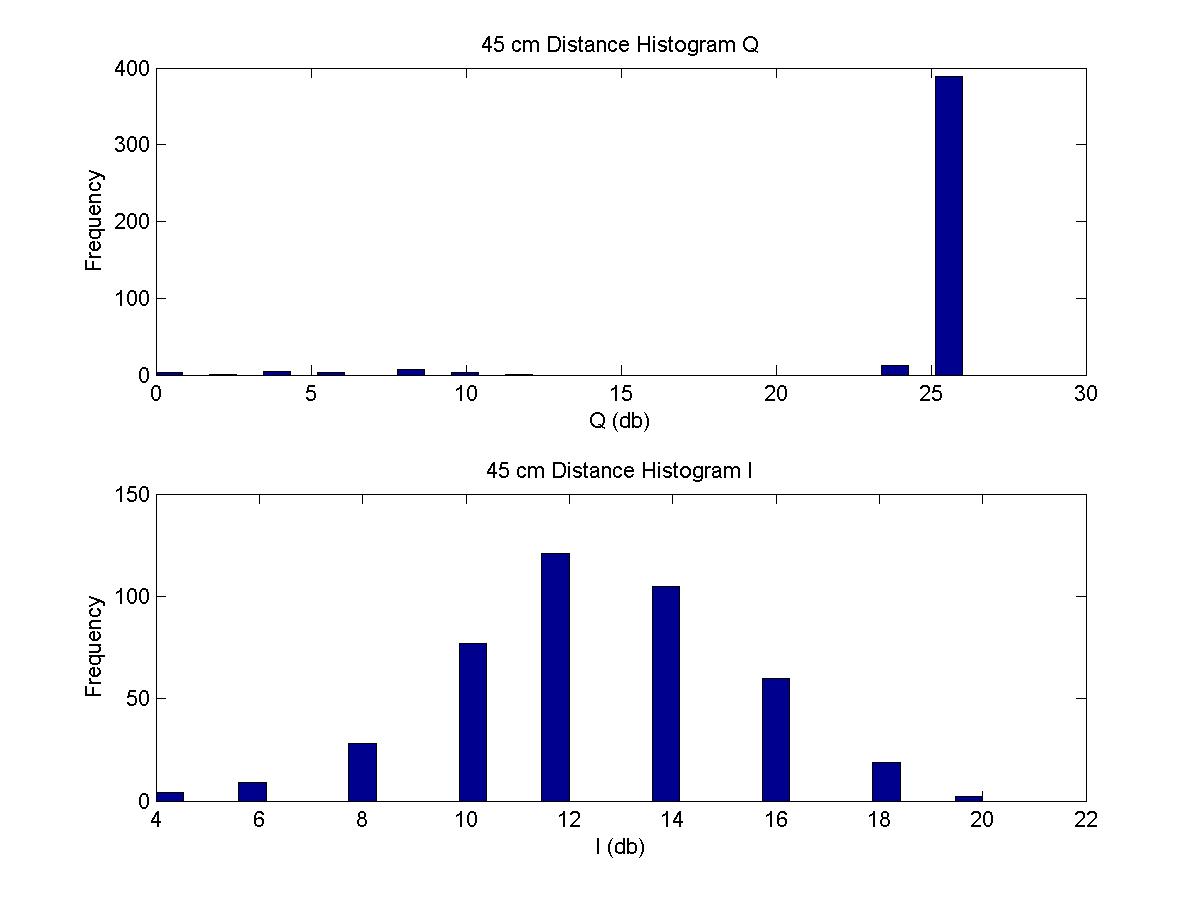 45 cm Distance Histogram Q
400
300
200
100
0
Frequency
0 5 10 15 20 25 30
Q (db)
45 cm Distance Histogram I
150
100
50
0
Frequency
4 6 8 10 12 14 16 18 20 22
I (db)